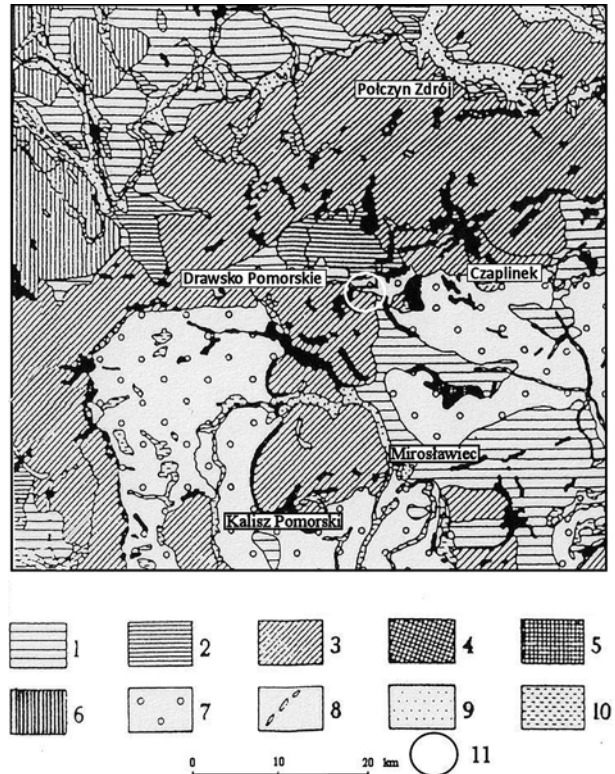 Połczyn Zdrój
Drawsko Pomorskie
Czaplinek
Mirosławiec
Kalisz Pomorski
1 2 3 4 5
6 7 8 9 10
11
0 10 20 km